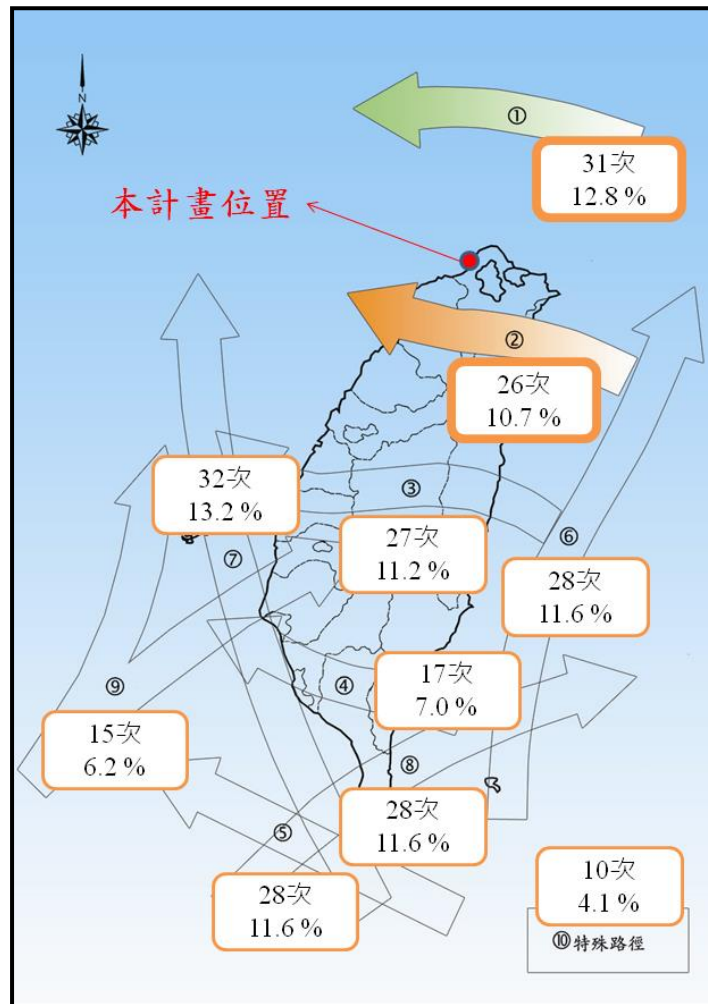 N
①
31次
12.8 %
本計畫位置
②
26次
10.7 %
32次
13.2 %
③
27次
11.2 %
⑥
28次
11.6 %
⑦
17次
7.0 %
④
⑨
15次
6.2 %
⑧
28次
11.6 %
⑤
28次
11.6 %
10次
4.1 %
⑩特殊路徑